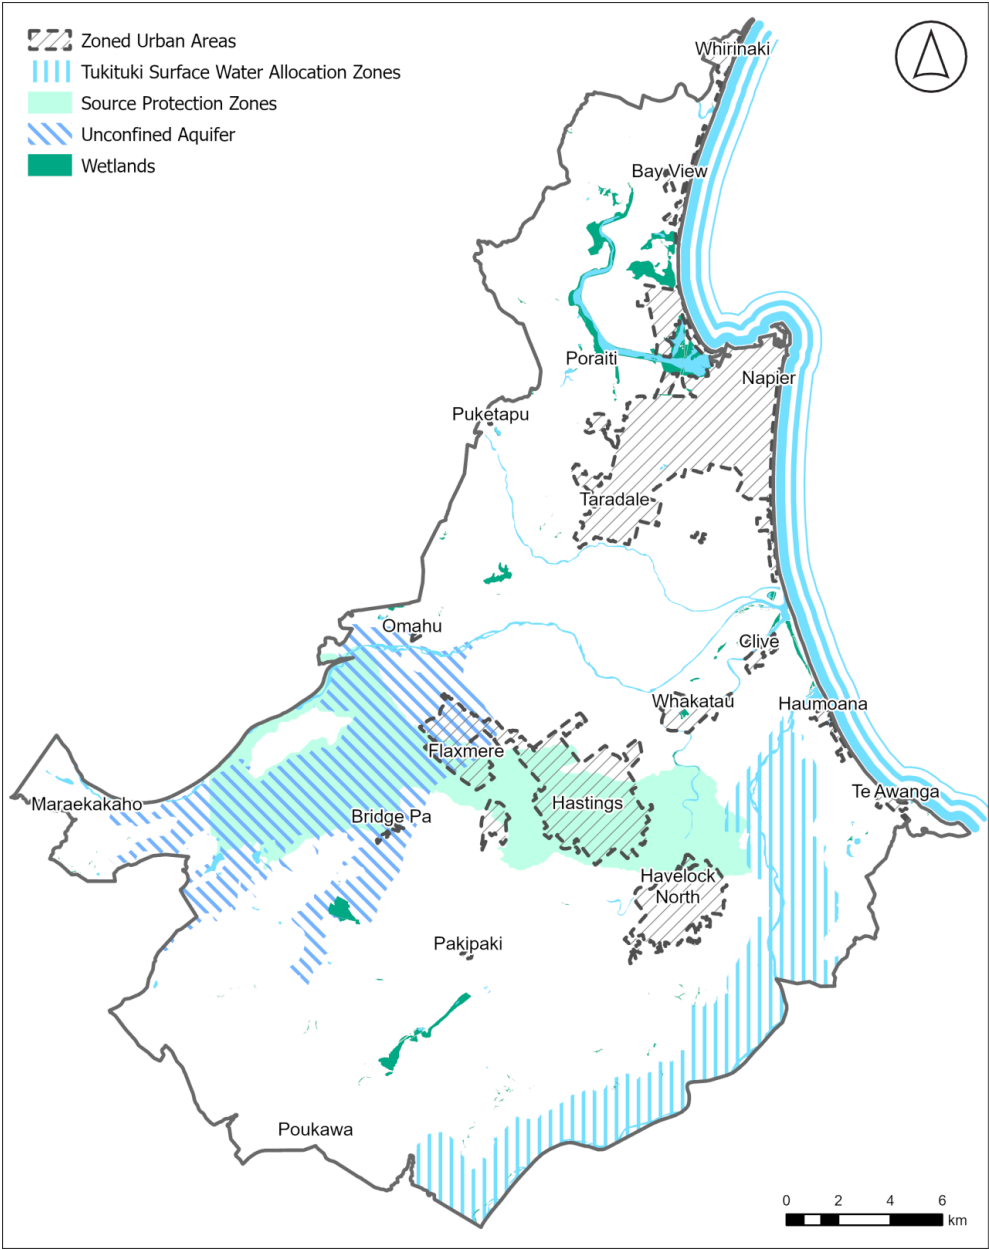 Zoned Urban Areas
Tukituki Surface Water Allocation Zones
Source Protection Zones
Unconfined Aquifer
Wetlands
Whirinaki
Bay View
Poraiti
Napier
Puketapu
Taradale
Omahu
Clive
Whakatau
Haumoana
Flaxmere
Te Awanga
Maraekakaho
Hastings
Bridge Pa
Havelock
North
Pakipaki
Poukawa
0 2 4 6
km